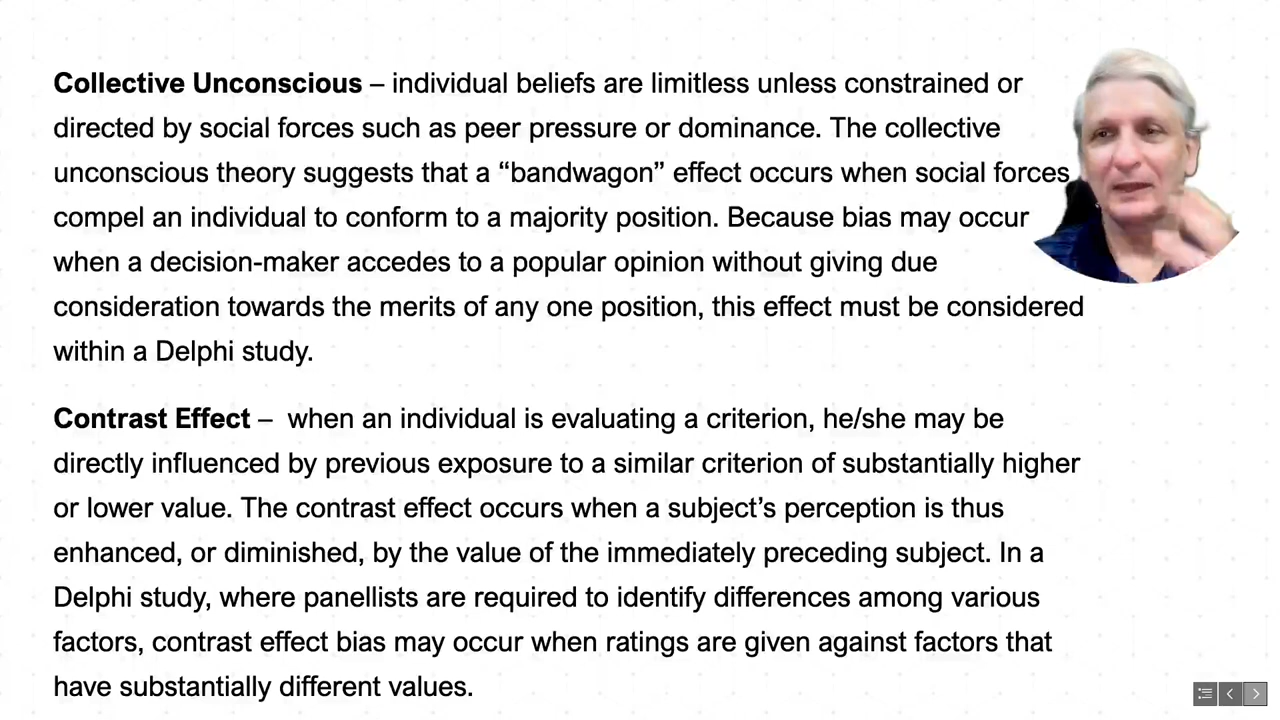 Collective Unconscious – individual beliefs are limitless unless constrained or
directed by social forces such as peer pressure or dominance. The collective
unconscious theory suggests that a “bandwagon” effect occurs when social forces
compel an individual to conform to a majority position. Because bias may occur
when a decision-maker accedes to a popular opinion without giving due
consideration towards the merits of any one position, this effect must be considered
within a Delphi study.
Contrast Effect –  when an individual is evaluating a criterion, he/she may be
directly influenced by previous exposure to a similar criterion of substantially higher
or lower value. The contrast effect occurs when a subject’s perception is thus
enhanced, or diminished, by the value of the immediately preceding subject. In a
Delphi study, where panellists are required to identify differences among various
factors, contrast effect bias may occur when ratings are given against factors that
have substantially different values.